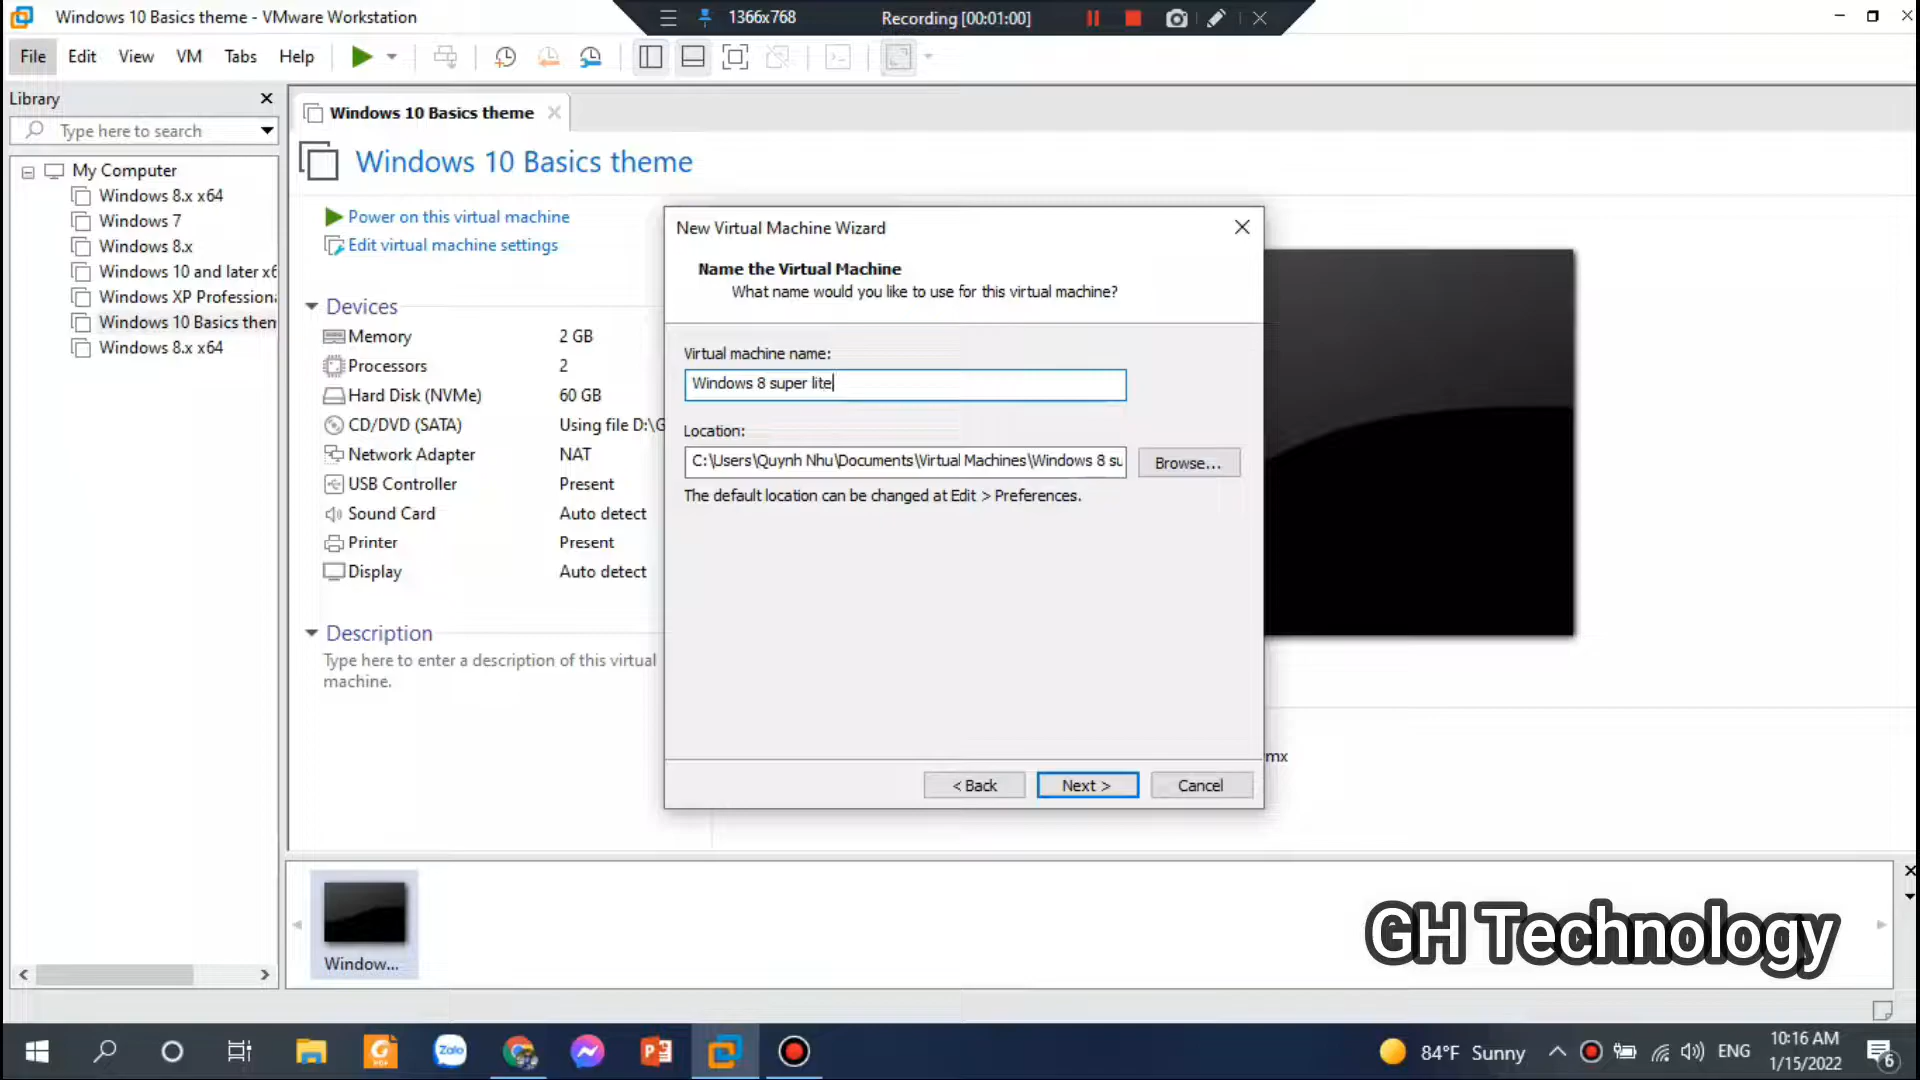 Windows 10 Basics theme - VMware Workstation
1366x768
Recording [00:01:00]
File Edit View VM Tabs Help
Library
Type here to search
My Computer
Windows 8.x x64
Windows 7
Windows 8.x
Windows 10 and later x6
Windows XP Professiona
Windows 10 Basics them
Windows 8.x x64
Windows 10 Basics theme
Windows 10 Basics theme
Power on this virtual machine
Edit virtual machine settings
Devices
Memory 2 GB
Processors 2
Hard Disk (NVMe) 60 GB
CD/DVD (SATA) Using file D:\G
Network Adapter NAT
USB Controller Present
Sound Card Auto detect
Printer Present
Display Auto detect
Description
Type here to enter a description of this virtual
machine.
New Virtual Machine Wizard
Name the Virtual Machine
What name would you like to use for this virtual machine?
Virtual machine name:
Windows 8 super lite
Location:
C:\Users\Quynh Nhu\Documents\Virtual Machines\Windows 8 su
Browse...
The default location can be changed at Edit > Preferences.
mx
< Back
Next >
Cancel
Window...
GH Technology
Zalo
84°F Sunny
ENG
10:16 AM
1/15/2022
6